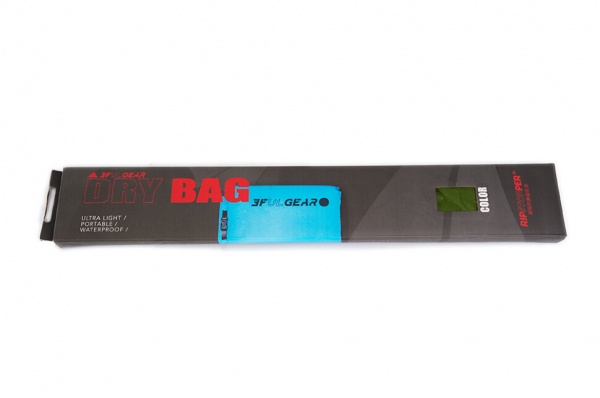 3FULGEAR
DRY BAG
ULTRA LIGHT /
PORTABLE /
WATERPROOF /
3FULGEAR
COLOR